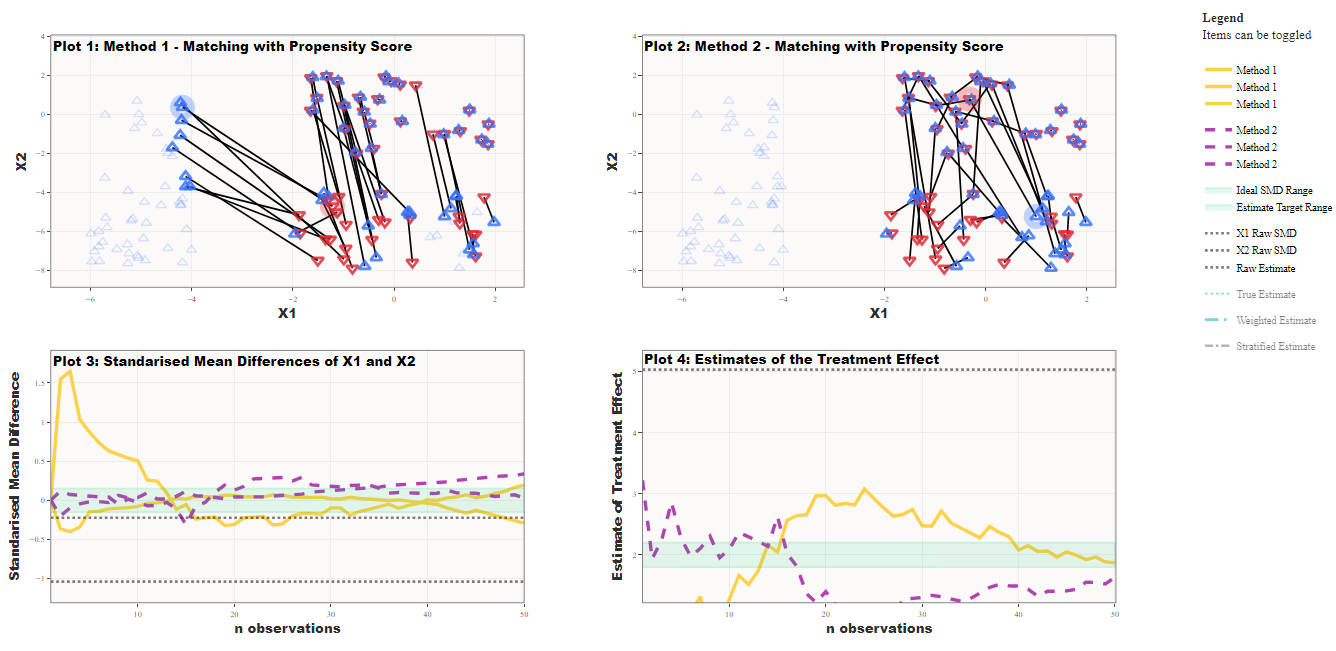 Legend
Items can be toggled
Plot 1: Method 1 - Matching with Propensity Score
4
2
0
−2
−4
−6
−8
X2
−6
−4
−2
0
2
X1
Plot 2: Method 2 - Matching with Propensity Score
4
2
0
−2
−4
−6
−8
X2
−6
−4
−2
0
2
X1
Method 1
Method 1
Method 1
Method 2
Method 2
Method 2
Ideal SMD Range
Estimate Target Range
X1 Raw SMD
X2 Raw SMD
Raw Estimate
True Estimate
Weighted Estimate
Stratified Estimate
Plot 3: Standarised Mean Differences of X1 and X2
1.5
1
0.5
0
−0.5
−1
Standarised Mean Difference
10
20
30
40
50
n observations
Plot 4: Estimates of the Treatment Effect
5
4
3
2
Estimate of Treatment Effect
10
20
30
40
50
n observations